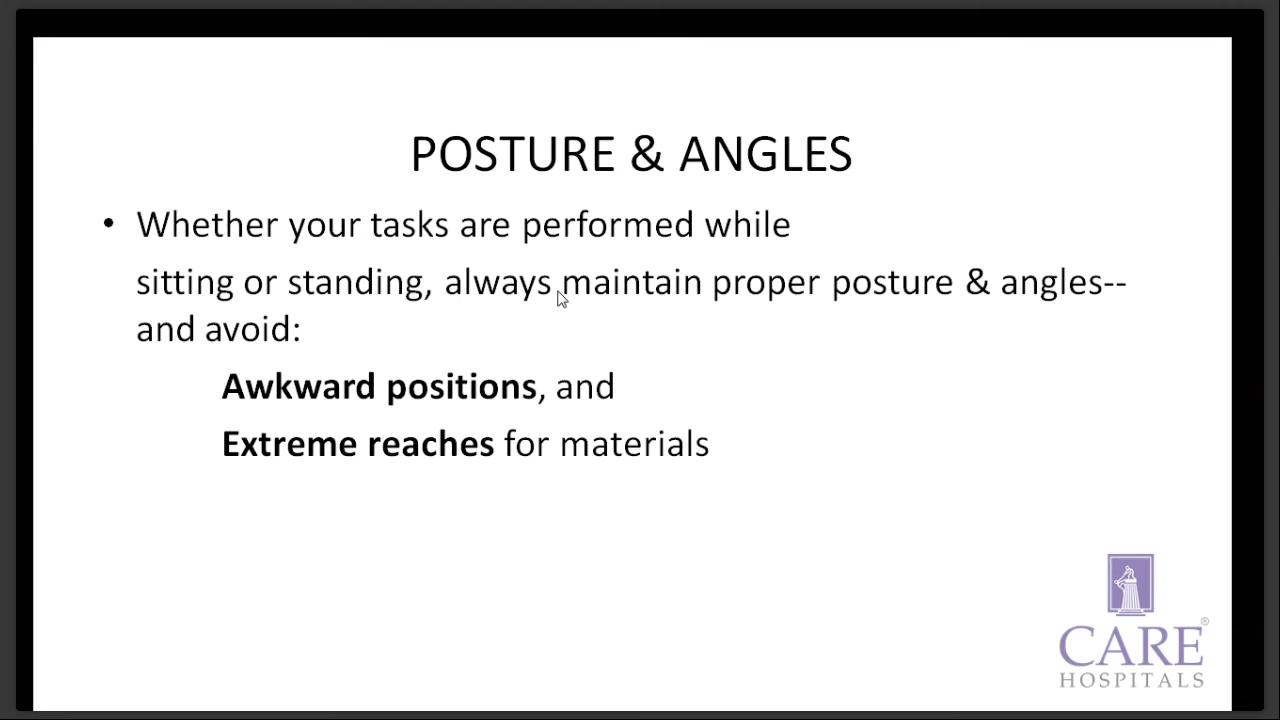 POSTURE & ANGLES
• Whether your tasks are performed while
sitting or standing, always maintain proper posture & angles--
and avoid:
Awkward positions, and
Extreme reaches for materials
CARE®
HOSPITALS